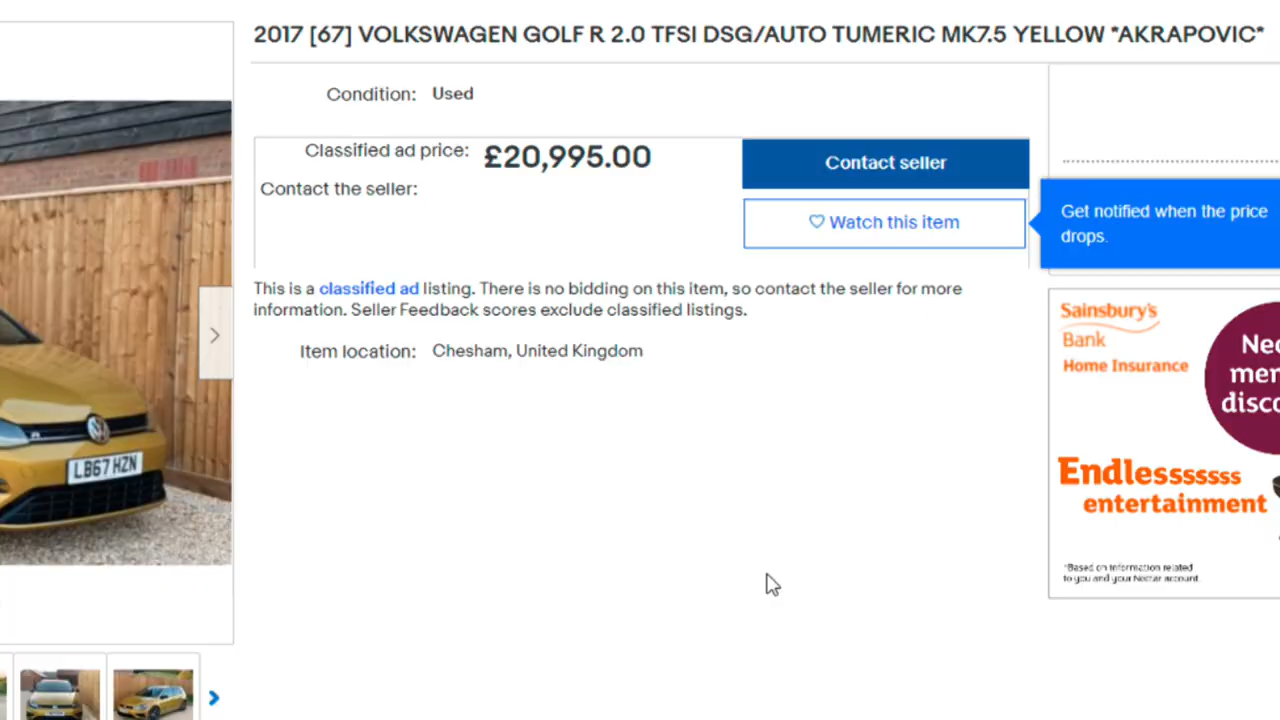 2017 [67] VOLKSWAGEN GOLF R 2.0 TFSI DSG/AUTO TUMERIC MK7.5 YELLOW *AKRAPOVIC*
Condition: Used
Classified ad price: £20,995.00
Contact seller
Contact the seller:
Watch this item
Get notified when the price
drops.
This is a classified ad listing. There is no bidding on this item, so contact the seller for more
information. Seller Feedback scores exclude classified listings.
Item location: Chesham, United Kingdom
LB67 HZN
Sainsbury's
Bank
Home Insurance
Nec
mem
disco
Endlessssssss
entertainment
*Based on information related
to you and your Nectar account.